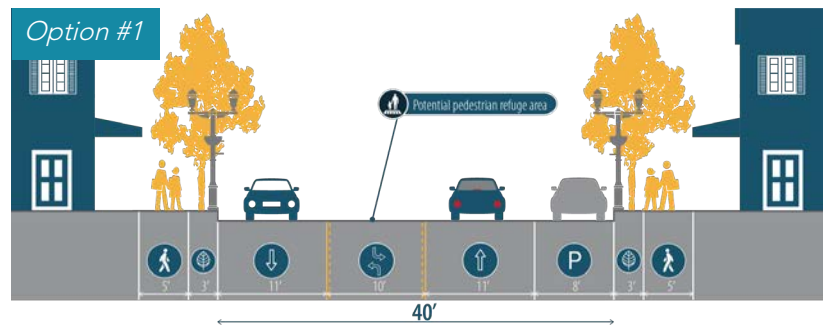 Option #1
Potential pedestrian refuge area
P
5' 3' 11' 10' 11' 8' 3' 5'
40'